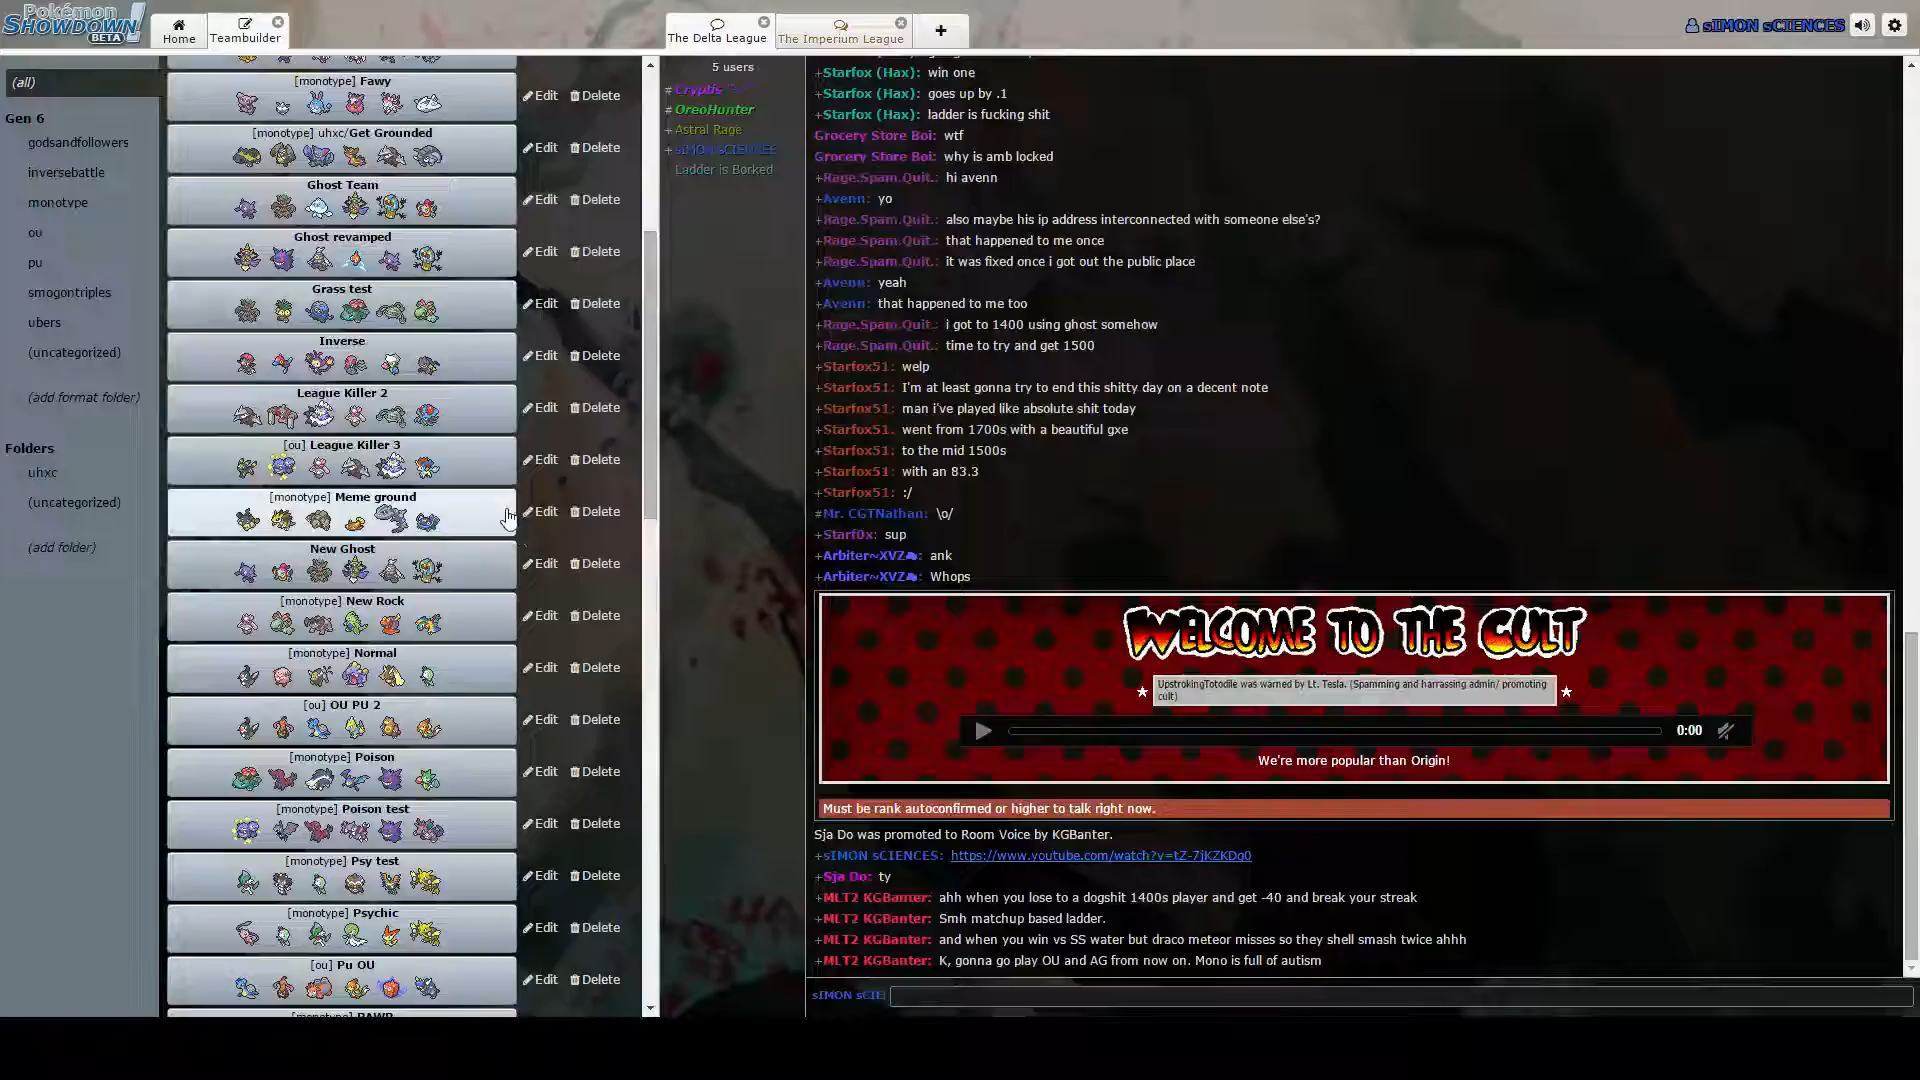 Pokémon
SHOWDOWN!
BETA
Home
Teambuilder
The Delta League
The Imperium League
sIMON sCIENCES
(all)
Gen 6
godsandfollowers
inversebattle
monotype
ou
pu
smogontriples
ubers
(uncategorized)
(add format folder)
Folders
uhxc
(uncategorized)
(add folder)
[monotype] Fawy
Edit Delete
[monotype] uhxc/Get Grounded
Edit Delete
Ghost Team
Edit Delete
Ghost revamped
Edit Delete
Grass test
Edit Delete
Inverse
Edit Delete
League Killer 2
Edit Delete
[ou] League Killer 3
Edit Delete
[monotype] Meme ground
Edit Delete
New Ghost
Edit Delete
[monotype] New Rock
Edit Delete
[monotype] Normal
Edit Delete
[ou] OU PU 2
Edit Delete
[monotype] Poison
Edit Delete
[monotype] Poison test
Edit Delete
[monotype] Psy test
Edit Delete
[monotype] Psychic
Edit Delete
[ou] Pu OU
Edit Delete
5 users
# Cryptis
# OreoHunter
+ Astral Rage
+ sIMON sCIENCES
Ladder is Borked
+Starfox (Hax): win one
+Starfox (Hax): goes up by .1
+Starfox (Hax): ladder is fucking shit
Grocery Store Boi: wtf
Grocery Store Boi: why is amb locked
+Rage.Spam.Quit.: hi avenn
+Avenn: yo
+Rage.Spam.Quit.: also maybe his ip address interconnected with someone else's?
+Rage.Spam.Quit.: that happened to me once
+Rage.Spam.Quit.: it was fixed once i got out the public place
+Avenn: yeah
+Avenn: that happened to me too
+Rage.Spam.Quit.: i got to 1400 using ghost somehow
+Rage.Spam.Quit.: time to try and get 1500
+Starfox51: welp
+Starfox51: I'm at least gonna try to end this shitty day on a decent note
+Starfox51: man i've played like absolute shit today
+Starfox51: went from 1700s with a beautiful gxe
+Starfox51: to the mid 1500s
+Starfox51: with an 83.3
+Starfox51: :/
#Mr. CGTNathan: \o/
+Starf0x: sup
+Arbiter~XVZ: ank
+Arbiter~XVZ: Whops
WELCOME TO THE CULT
UpstrokingTotodile was warned by Lt. Tesla. (Spamming and harrassing admin/ promoting
cult)
0:00
We're more popular than Origin!
Must be rank autoconfirmed or higher to talk right now.
Sja Do was promoted to Room Voice by KGBanter.
+sIMON sCIENCES: https://www.youtube.com/watch?v=tZ-7jKZKDg0
+Sja Do: ty
+MLT2 KGBanter: ahh when you lose to a dogshit 1400s player and get -40 and break your streak
+MLT2 KGBanter: Smh matchup based ladder.
+MLT2 KGBanter: and when you win vs SS water but draco meteor misses so they shell smash twice ahhh
+MLT2 KGBanter: K, gonna go play OU and AG from now on. Mono is full of autism
sIMON sCIE